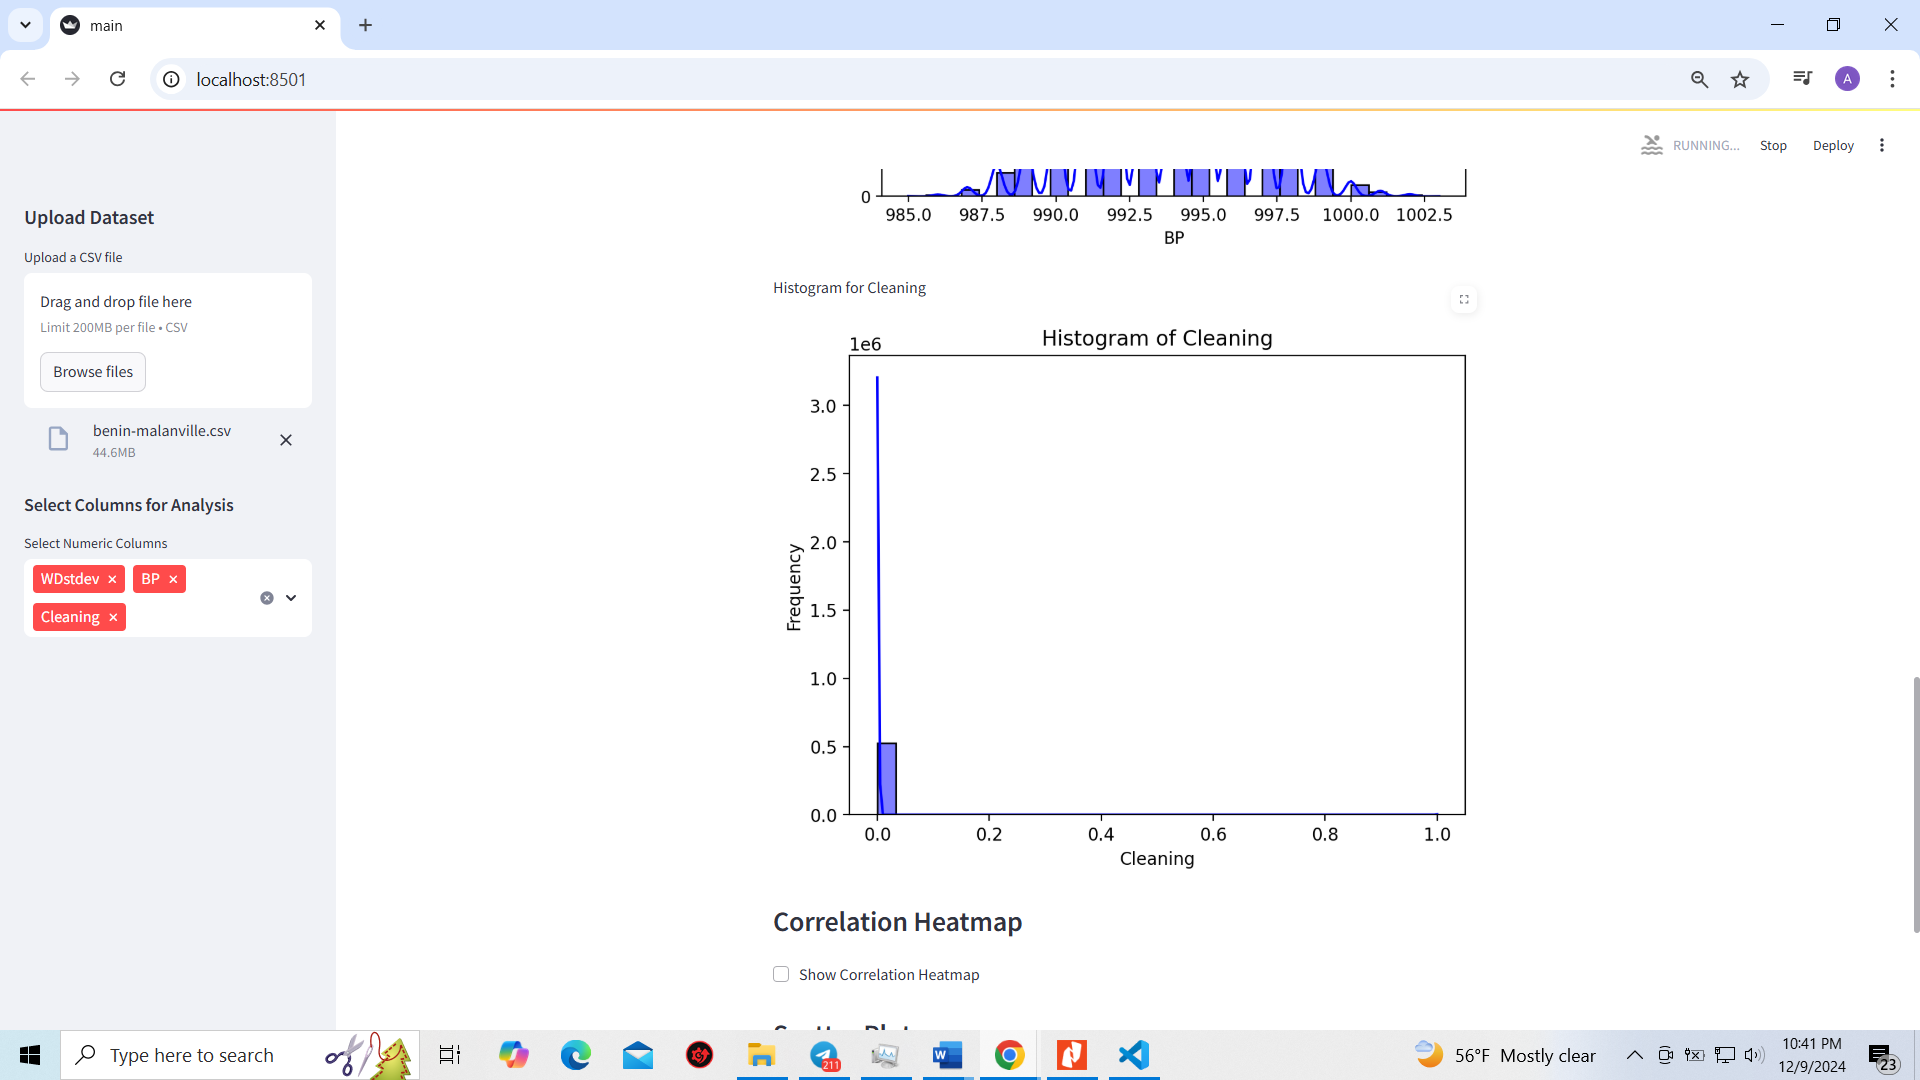 main
localhost:8501
A
RUNNING...
Stop
Deploy
Upload Dataset
Upload a CSV file
Drag and drop file here
Limit 200MB per file • CSV
Browse files
benin-malanville.csv
44.6MB
Select Columns for Analysis
Select Numeric Columns
WDstdev
BP
Cleaning
0
985.0 987.5 990.0 992.5 995.0 997.5 1000.0 1002.5
BP
Histogram for Cleaning
Histogram of Cleaning
1e6
3.0
2.5
2.0
1.5
1.0
0.5
0.0
Frequency
0.0 0.2 0.4 0.6 0.8 1.0
Cleaning
Correlation Heatmap
Show Correlation Heatmap
Type here to search
211
56°F Mostly clear
10:41 PM
12/9/2024
23